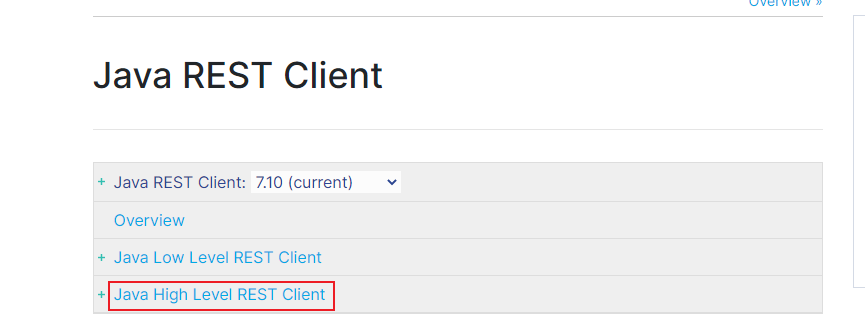 Overview »
Java REST Client
+ Java REST Client: 7.10 (current)
Overview
+ Java Low Level REST Client
+ Java High Level REST Client